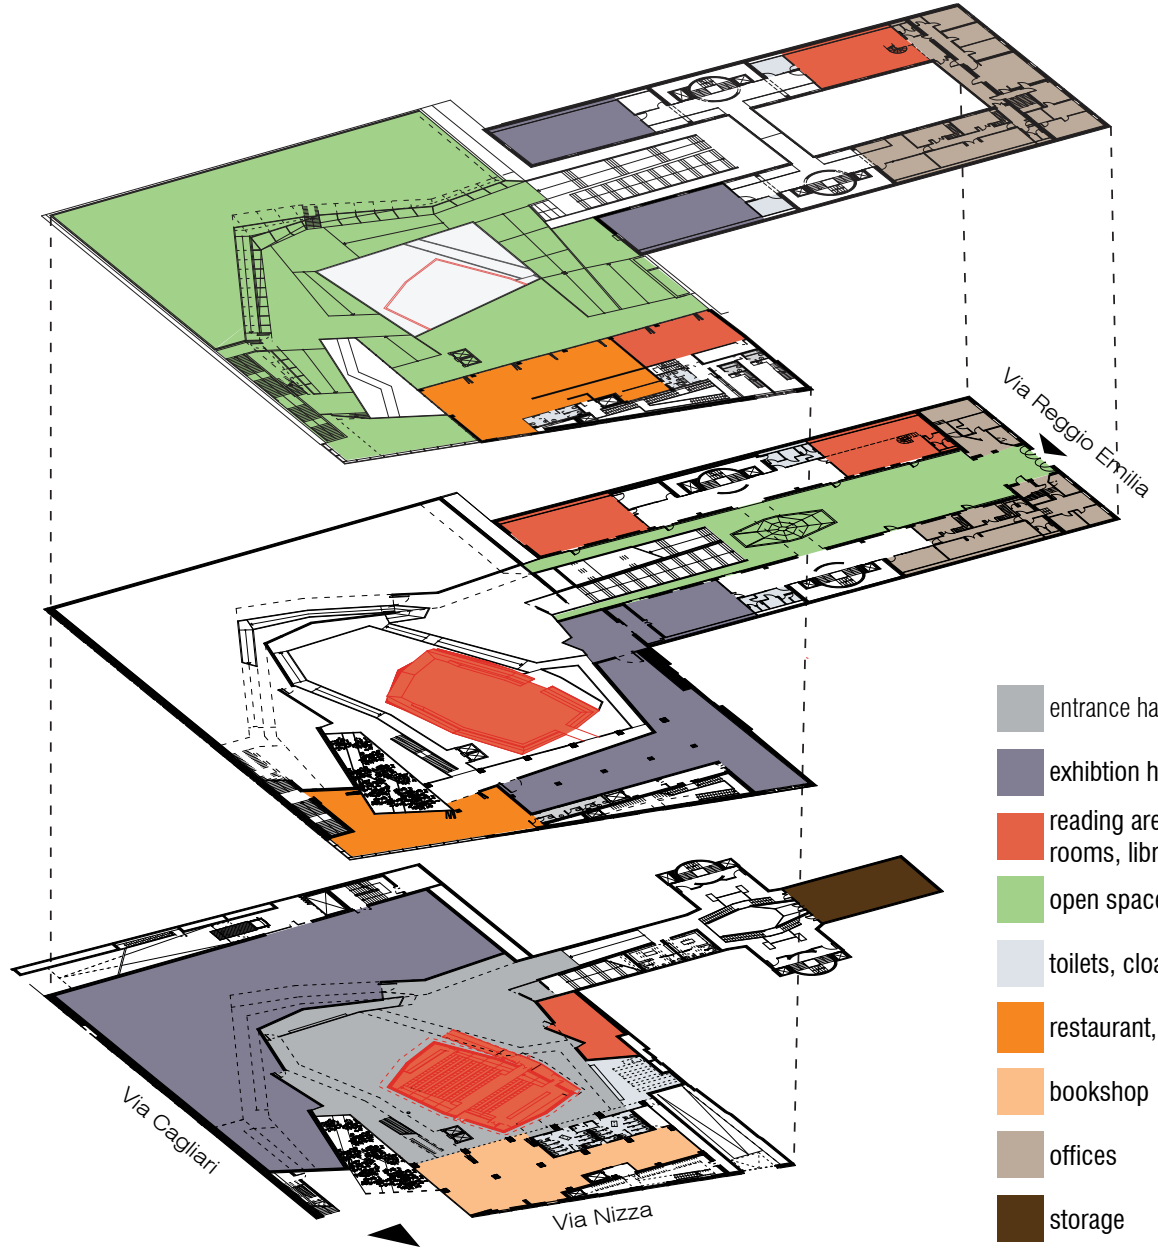 Via Reggio Emilia
entrance ha
exhibtion h
reading are
rooms, libr
open space
toilets, cloa
restaurant,
bookshop
offices
storage
Via Cagliari
Via Nizza